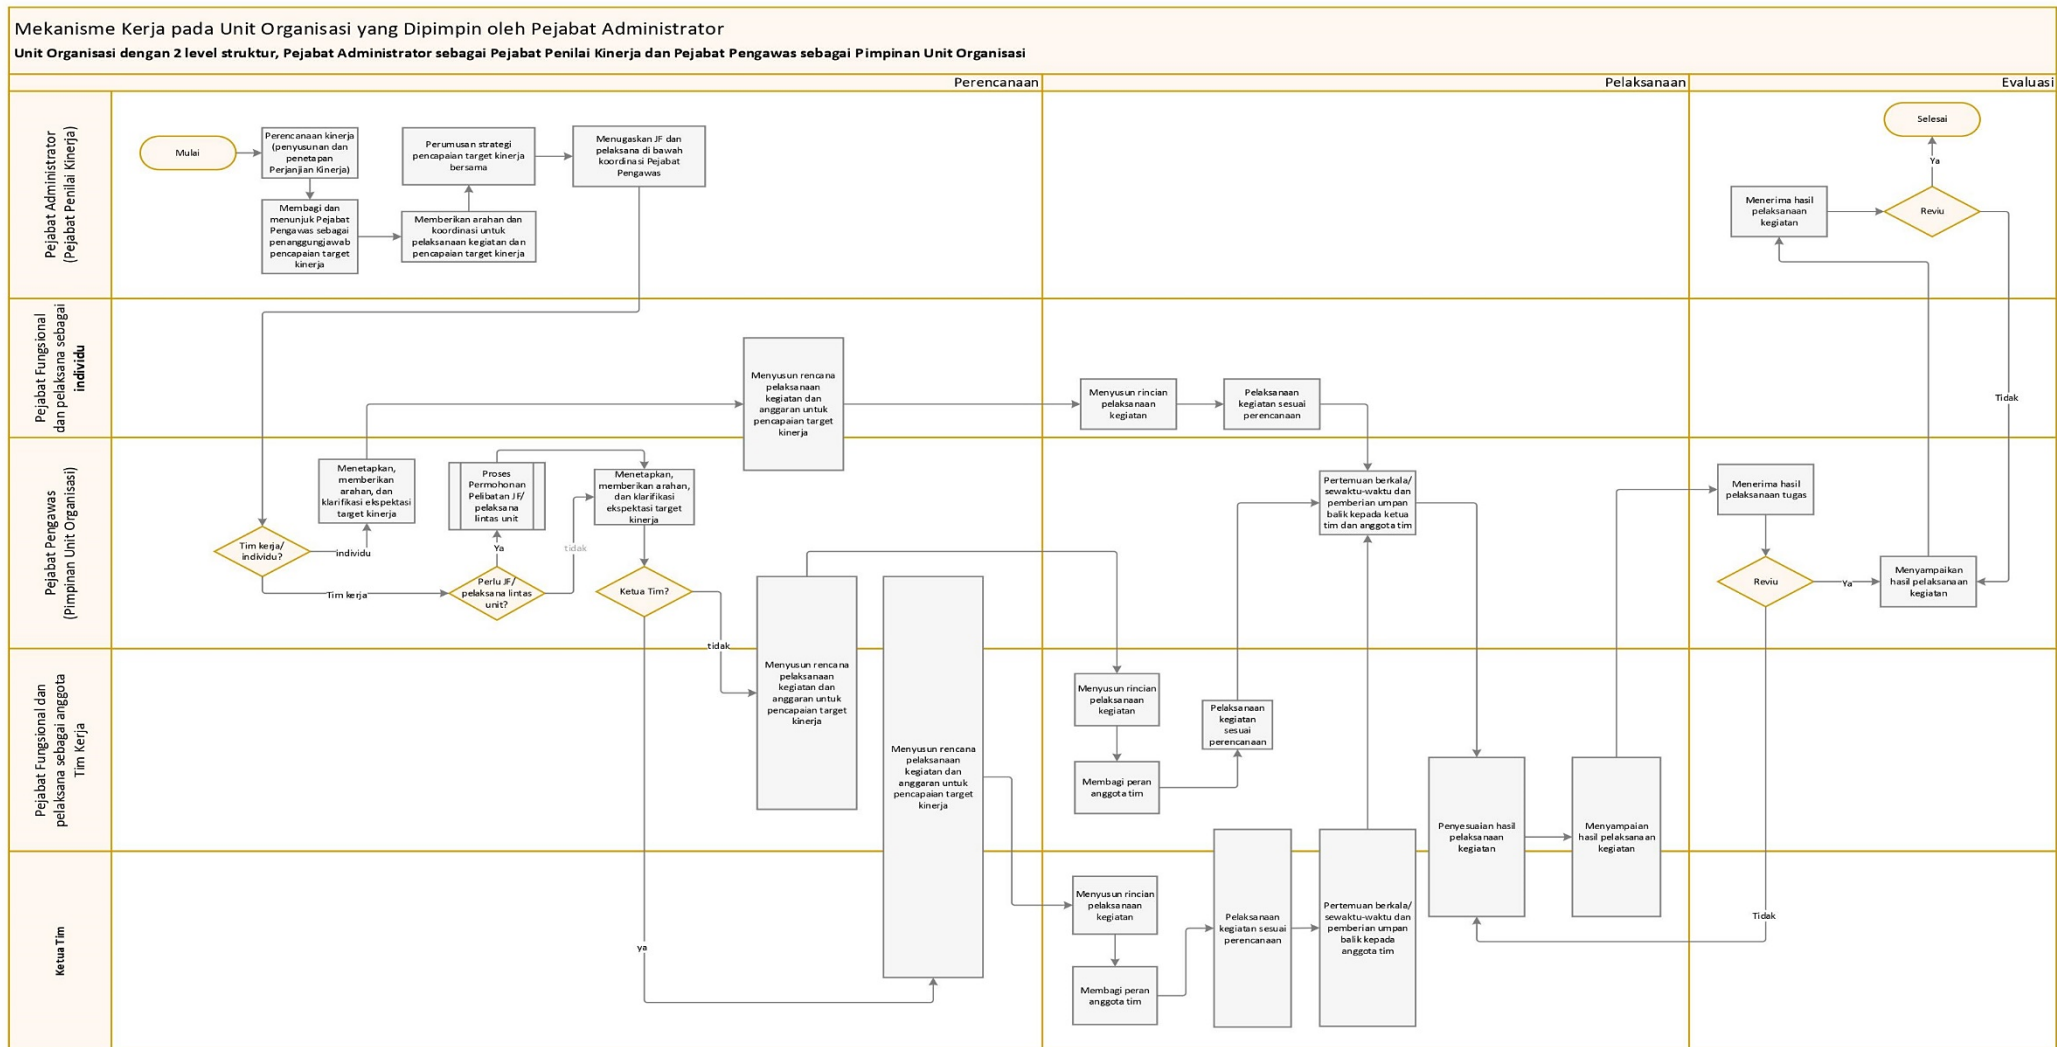 Mekanisme Kerja pada Unit Organisasi yang Dipimpin oleh Pejabat Administrator
Unit Organisasi dengan 2 level struktur, Pejabat Administrator sebagai Pejabat Penilai Kinerja dan Pejabat Pengawas sebagai Pimpinan Unit Organisasi
Perencanaan
Pelaksanaan
Evaluasi
Pejabat Administrator
(Pejabat Penilai Kinerja)
Mulai
Perencanaan kinerja
(penyusunan dan
penetapan
Perjanjian Kinerja)
Membagi dan
menunjuk Pejabat
Pengawas sebagai
penanggungjawab
pencapaian target
kinerja
Memberikan arahan dan
koordinasi untuk
pelaksanaan kegiatan dan
pencapaian target kinerja
Perumusan strategi
pencapaian target kinerja
bersama
Menugaskan JF dan
pelaksana di bawah
koordinasi Pejabat
Pengawas
Menerima hasil
pelaksanaan
kegiatan
Reviu
Ya
Selesai
Tidak
Pejabat Fungsional
dan pelaksana sebagai
individu
Menyusun rencana
pelaksanaan
kegiatan dan
anggaran untuk
pencapaian target
kinerja
Menyusun rincian
pelaksanaan
kegiatan
Pelaksanaan
kegiatan sesuai
perencanaan
Pejabat Pengawas
(Pimpinan Unit Organisasi)
Tim kerja/
individu?
individu
Tim kerja
Menetapkan,
memberikan
arahan, dan
klarifikasi ekspektasi
target kinerja
Perlu JF/
pelaksana lintas
unit?
Ya
tidak
Proses
Permohonan
Pelibatan JF/
pelaksana
lintas unit
Menetapkan,
memberikan arahan,
dan klarifikasi
ekspektasi target
kinerja
Ketua Tim?
tidak
ya
Pertemuan berkala/
sewaktu-waktu dan
pemberian umpan
balik kepada ketua
tim dan anggota tim
Menerima hasil
pelaksanaan tugas
Reviu
Ya
Tidak
Menyampaikan
hasil pelaksanaan
kegiatan
Pejabat Fungsional dan
pelaksana sebagai anggota
Tim Kerja
Menyusun rencana
pelaksanaan
kegiatan dan
anggaran untuk
pencapaian target
kinerja
Menyusun rencana
pelaksanaan
kegiatan dan
anggaran untuk
pencapaian target
kinerja
Menyusun rincian
pelaksanaan
kegiatan
Membagi peran
anggota tim
Pelaksanaan
kegiatan
sesuai
perencanaan
Penyesuaian hasil
pelaksanaan
kegiatan
Menyampaian
hasil pelaksanaan
kegiatan
Ketua Tim
Menyusun rincian
pelaksanaan
kegiatan
Membagi peran
anggota tim
Pelaksanaan
kegiatan sesuai
perencanaan
Pertemuan berkala/
sewaktu-waktu dan
pemberian umpan
balik kepada
anggota tim